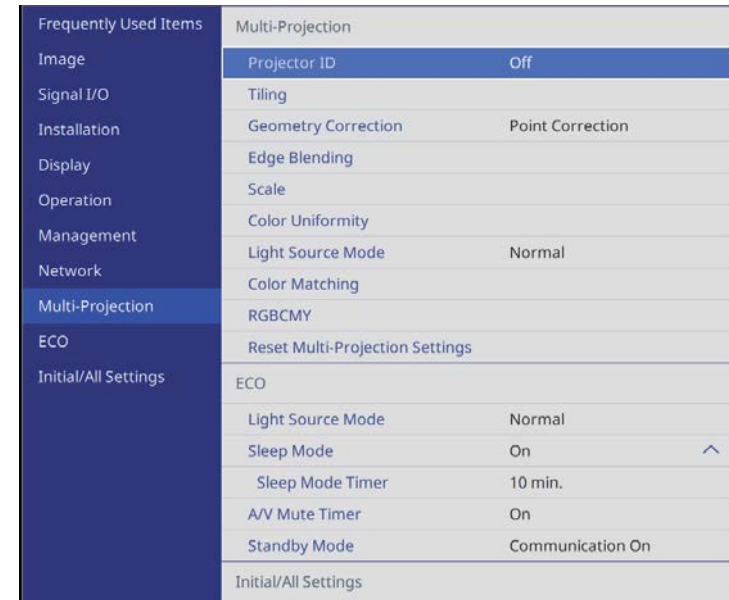 Frequently Used Items
Image
Signal I/O
Installation
Display
Operation
Management
Network
Multi-Projection
ECO
Initial/All Settings
Multi-Projection
Projector ID Off
Tiling
Geometry Correction Point Correction
Edge Blending
Scale
Color Uniformity
Light Source Mode Normal
Color Matching
RGBCMY
Reset Multi-Projection Settings
ECO
Light Source Mode Normal
Sleep Mode On
Sleep Mode Timer 10 min.
A/V Mute Timer On
Standby Mode Communication On
Initial/All Settings